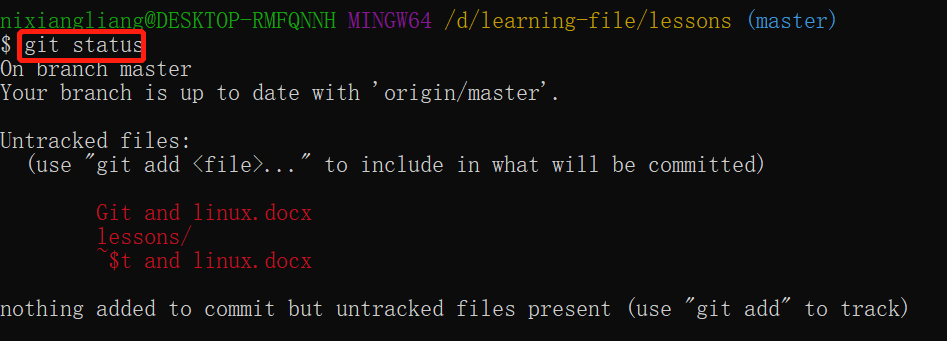 nixiangliang@DESKTOP-RMFQNNH MINGW64 /d/learning-file/lessons (master)
$ git status
On branch master
Your branch is up to date with 'origin/master'.
Untracked files:
(use "git add <file>..." to include in what will be committed)
Git and linux.docx
lessons/
~$t and linux.docx
nothing added to commit but untracked files present (use "git add" to track)